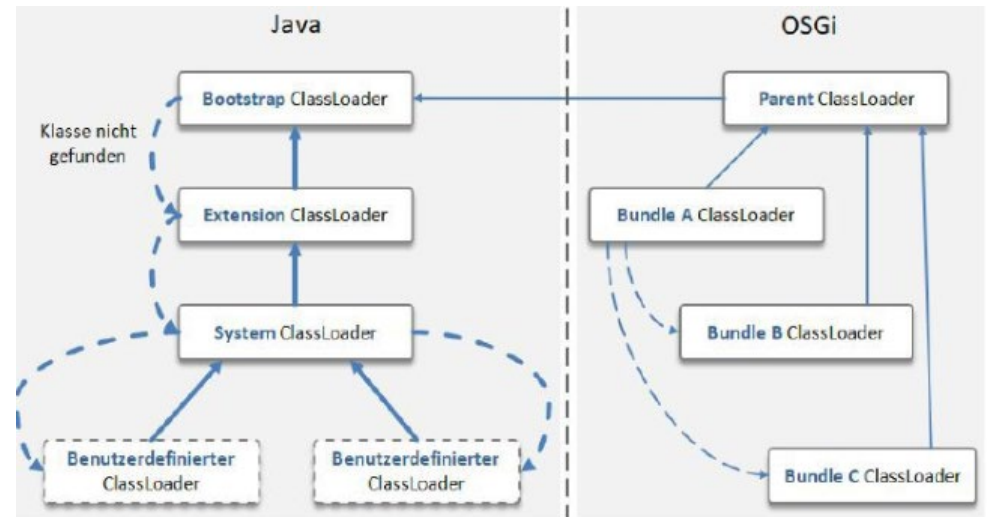 Java
Bootstrap ClassLoader
Klasse nicht
gefunden
Extension ClassLoader
System ClassLoader
Benutzerdefinierter
ClassLoader
Benutzerdefinierter
ClassLoader
OSGi
Parent ClassLoader
Bundle A ClassLoader
Bundle B ClassLoader
Bundle C ClassLoader